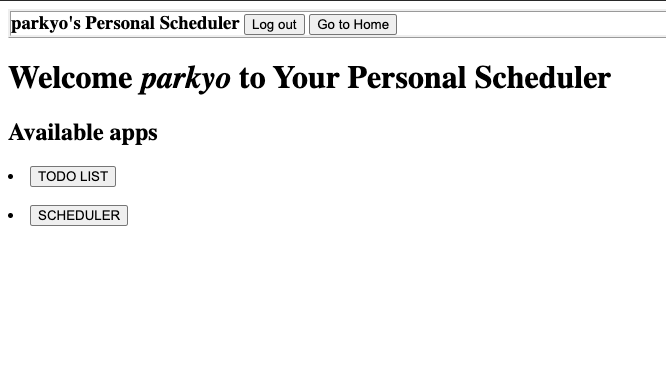 parkyo's Personal Scheduler Log out Go to Home
Welcome parkyo to Your Personal Scheduler
Available apps
TODO LIST
SCHEDULER